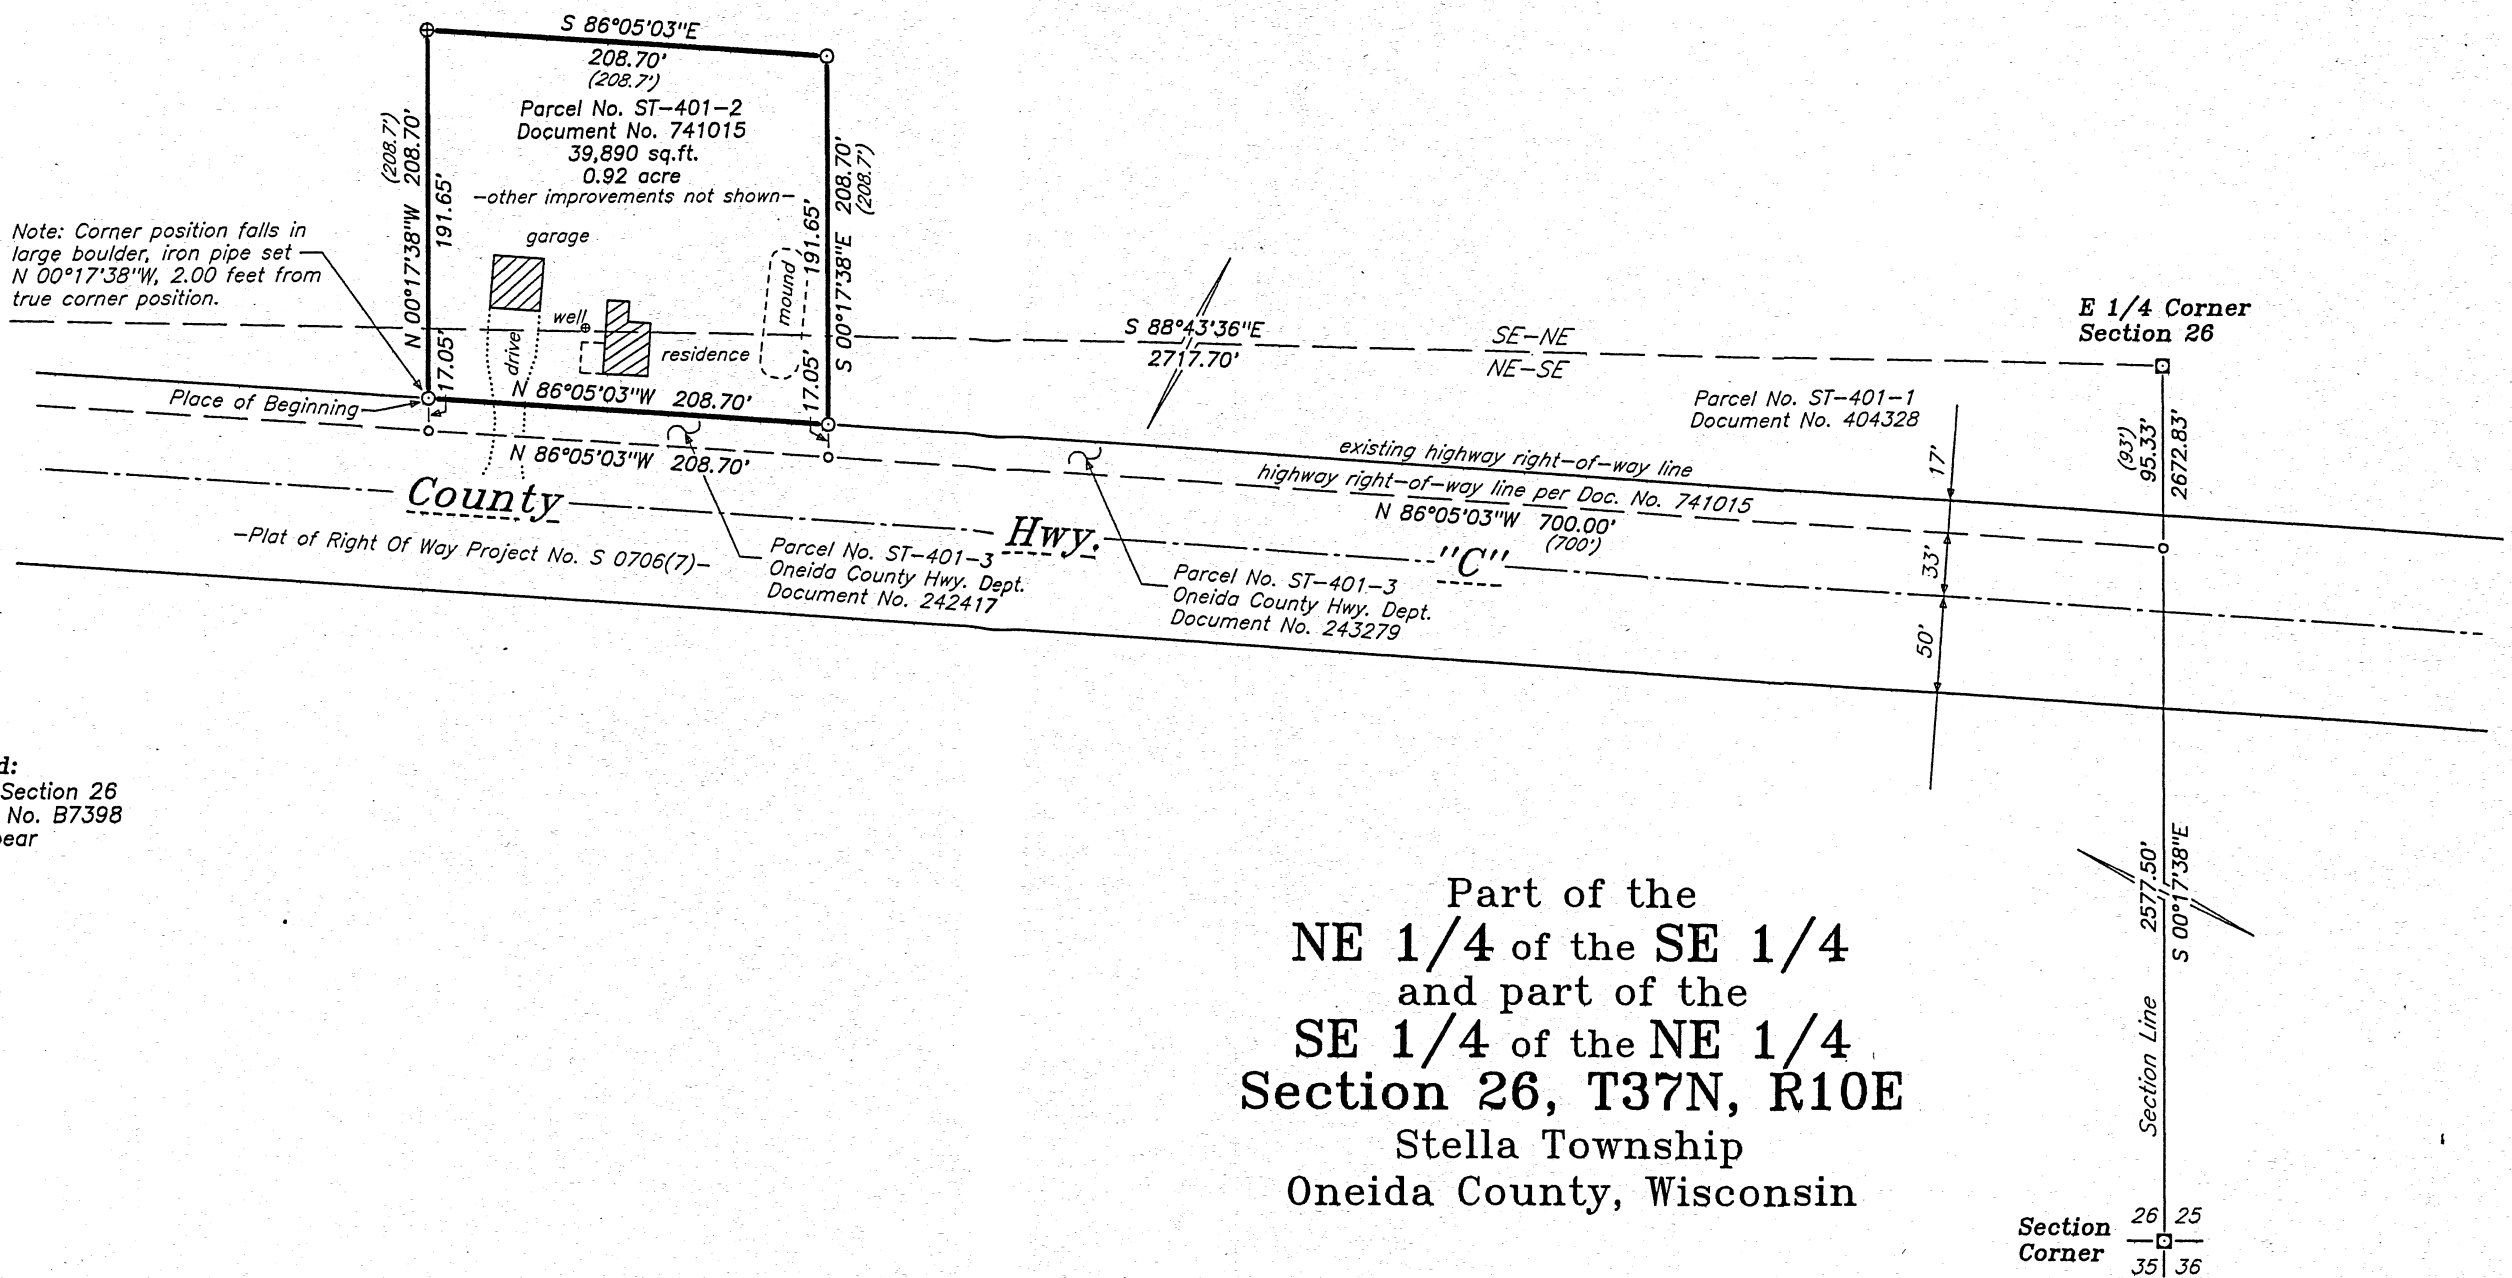 S 86°05'03"E
208.70'
(208.7')
Parcel No. ST-401-2
Document No. 741015
39,890 sq.ft.
0.92 acre
-other improvements not shown-
(208.7')
N 00°17'38"W 208.70'
191.65'
17.05'
S 00°17'38"E 208.70'
(208.7')
191.65'
17.05'
Note: Corner position falls in
large boulder, iron pipe set
N 00°17'38"W, 2.00 feet from
true corner position.
garage
well
drive
residence
mound
Place of Beginning
N 86°05'03"W 208.70'
N 86°05'03"W 208.70'
S 88°43'36"E
2717.70'
SE-NE
NE-SE
E 1/4 Corner
Section 26
Parcel No. ST-401-1
Document No. 404328
(93')
95.33'
2672.83'
existing highway right-of-way line
highway right-of-way line per Doc. No. 741015
N 86°05'03"W 700.00'
(700')
17'
33'
50'
County Hwy. "C"
-Plat of Right Of Way Project No. S 0706(7)-
Parcel No. ST-401-3
Oneida County Hwy. Dept.
Document No. 242417
Parcel No. ST-401-3
Oneida County Hwy. Dept.
Document No. 243279
d:
Section 26
No. B7398
ear
Part of the
NE 1/4 of the SE 1/4
and part of the
SE 1/4 of the NE 1/4
Section 26, T37N, R10E
Stella Township
Oneida County, Wisconsin
2577.50'
S 00°17'38"E
Section Line
Section
Corner
26 25
35 36